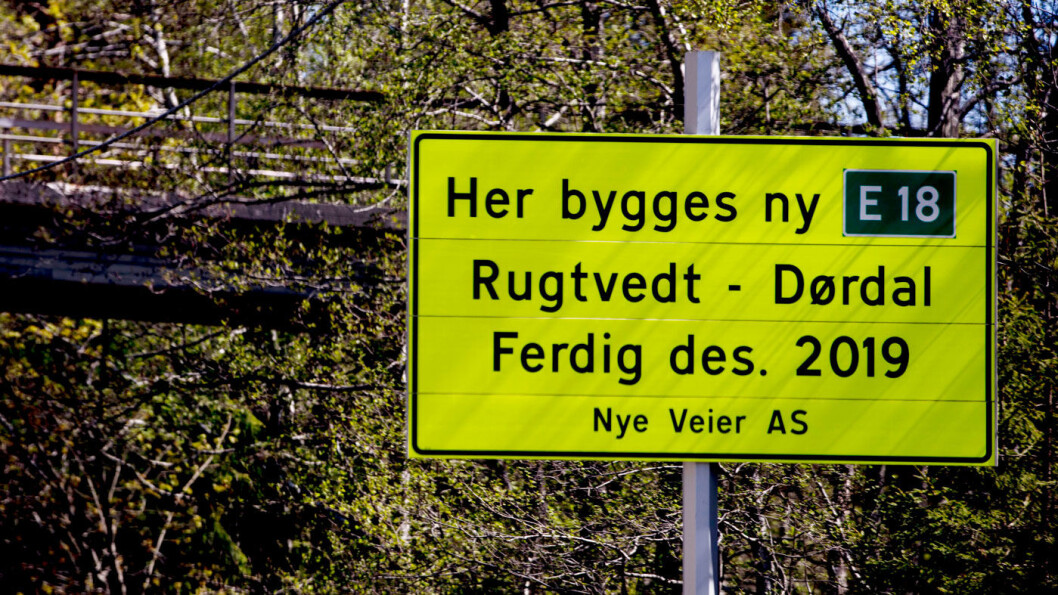 Her bygges ny E 18
Rugtvedt - Dørdal
Ferdig des. 2019
Nye Veier AS